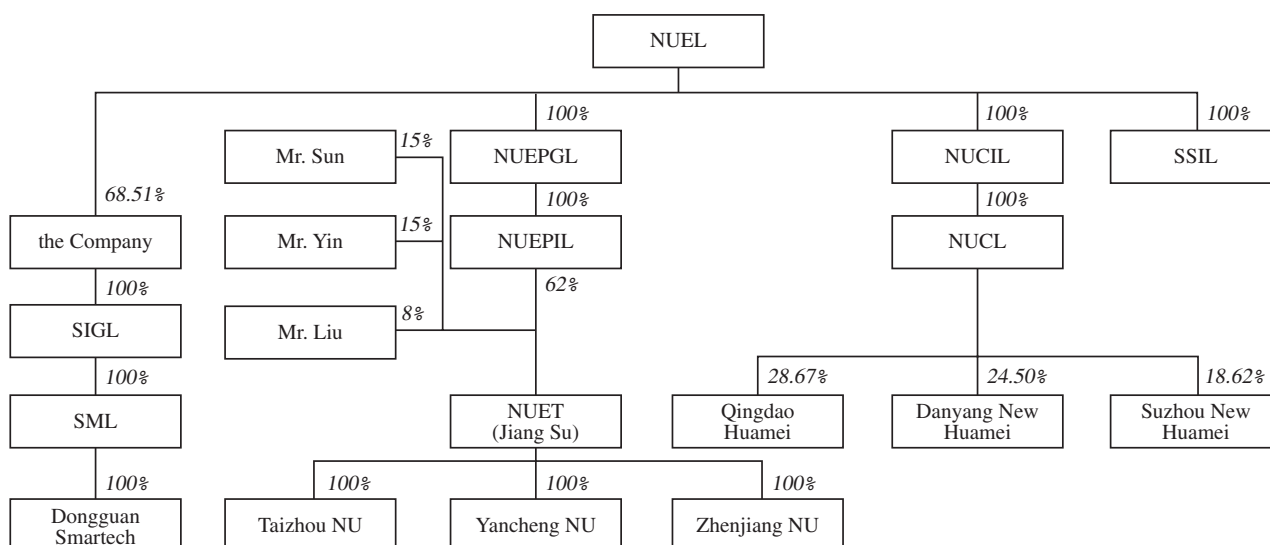 NUEL
100%
100%
100%
15%
Mr. Sun
NUEPGL
NUCIL
SSIL
68.51%
100%
100%
15%
the Company
Mr. Yin
NUEPIL
NUCL
100%
62%
8%
SIGL
Mr. Liu
100%
28.67%
24.50%
18.62%
SML
NUET
(Jiang Su)
Qingdao
Huamei
Danyang New
Huamei
Suzhou New
Huamei
100%
100%
100%
100%
Dongguan
Smartech
Taizhou NU
Yancheng NU
Zhenjiang NU